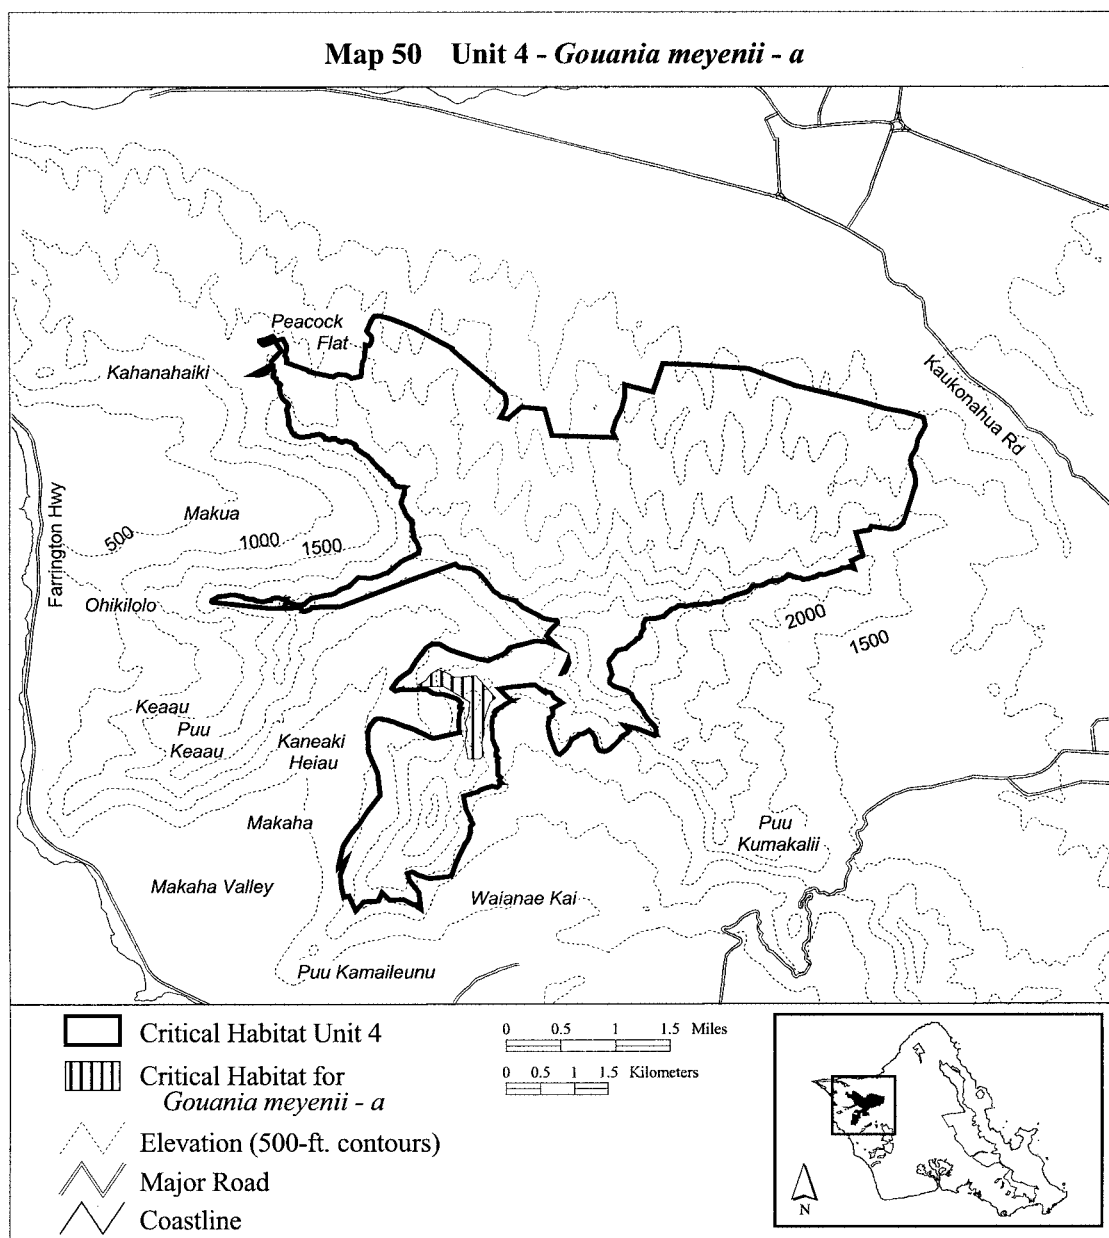 Map 50 Unit 4 - Gouania meyenii - a
Peacock
Flat
Kahanahaiki
Kaukonahua Rd
Farrington Hwy
Makua
500
1000
1500
Ohikilolo
2000
1500
Keaau
Puu
Keaau
Kaneaki
Heiau
Makaha
Puu
Kumakalii
Makaha Valley
Waianae Kai
Puu Kamaileunu
Critical Habitat Unit 4
Critical Habitat for
Gouania meyenii - a
Elevation (500-ft. contours)
Major Road
Coastline
0 0.5 1 1.5 Miles
0 0.5 1 1.5 Kilometers
N